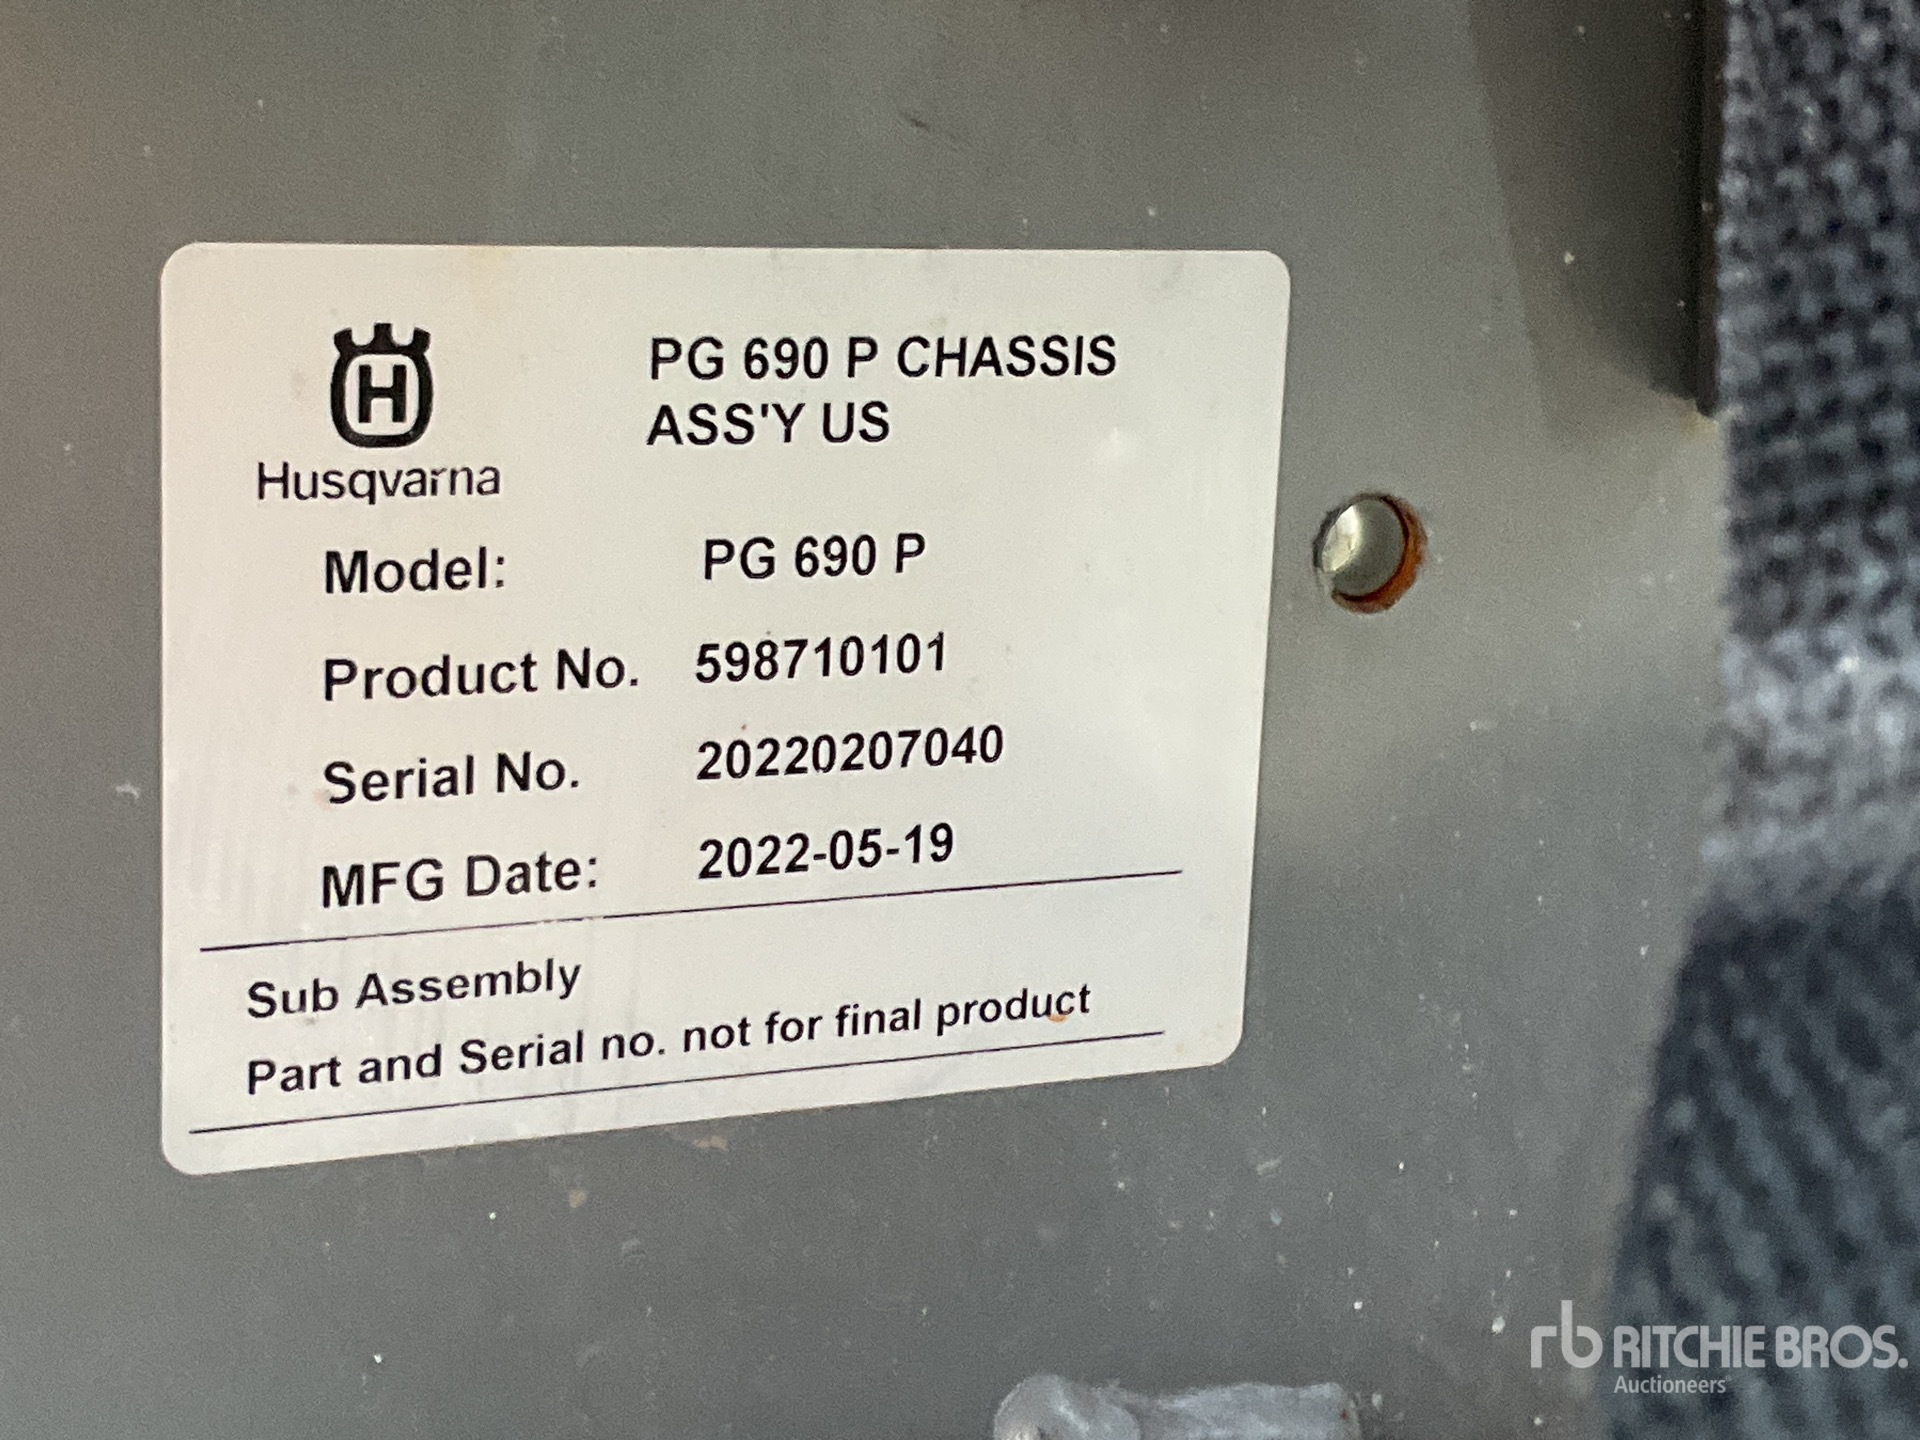 H
Husqvarna
PG 690 P CHASSIS
ASS'Y US
Model: PG 690 P
Product No. 598710101
Serial No. 20220207040
MFG Date: 2022-05-19
Sub Assembly
Part and Serial no. not for final product
rb RITCHIE BROS.
Auctioneers